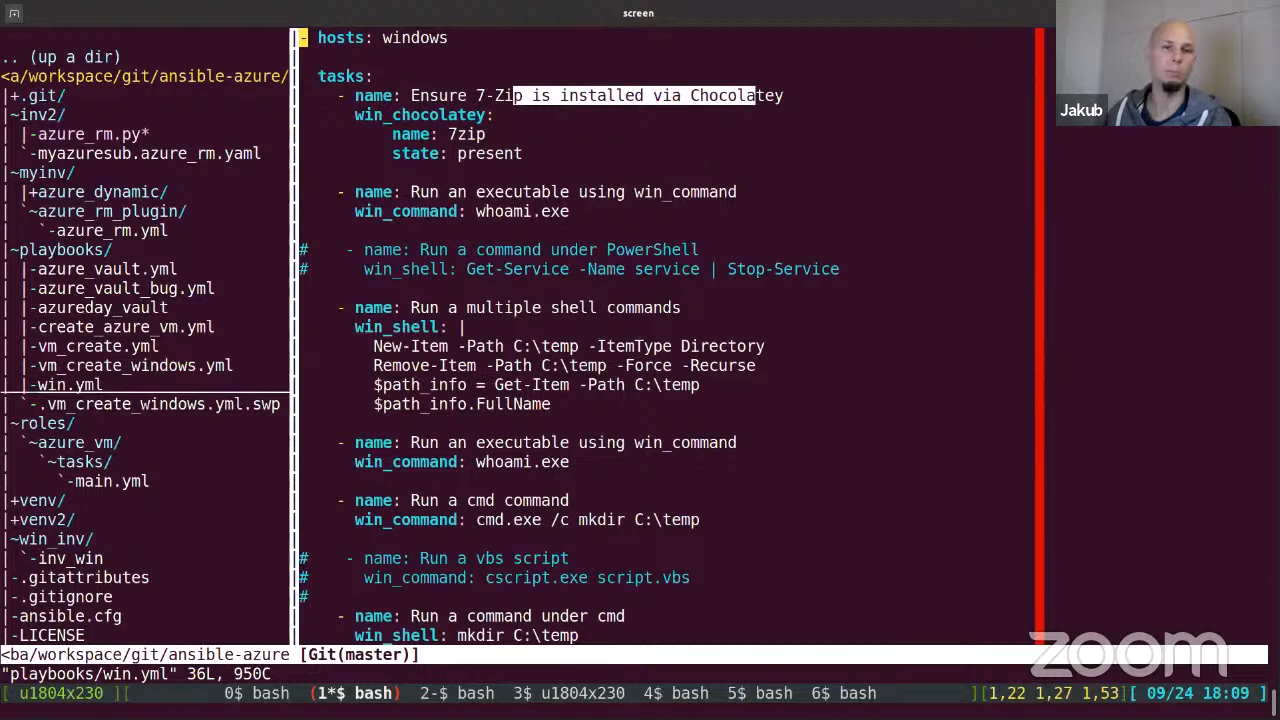 screen
.. (up a dir)
<a/workspace/git/ansible-azure/
|+.git/
|~inv2/
| |-azure_rm.py*
| `-myazuresub.azure_rm.yaml
|~myinv/
| |+azure_dynamic/
| `~azure_rm_plugin/
|   `-azure_rm.yml
|~playbooks/
| |-azure_vault.yml
| |-azure_vault_bug.yml
| |-azureday_vault
| |-create_azure_vm.yml
| |-vm_create.yml
| |-vm_create_windows.yml
| |-win.yml
| `-.vm_create_windows.yml.swp
|~roles/
| `~azure_vm/
|   `~tasks/
|     `-main.yml
|+venv/
|+venv2/
|~win_inv/
| `-inv_win
|-.gitattributes
|-.gitignore
|-ansible.cfg
|-LICENSE
- hosts: windows
tasks:
- name: Ensure 7-Zip is installed via Chocolatey
win_chocolatey:
name: 7zip
state: present
- name: Run an executable using win_command
win_command: whoami.exe
#    - name: Run a command under PowerShell
#      win_shell: Get-Service -Name service | Stop-Service
- name: Run a multiple shell commands
win_shell: |
New-Item -Path C:\temp -ItemType Directory
Remove-Item -Path C:\temp -Force -Recurse
$path_info = Get-Item -Path C:\temp
$path_info.FullName
- name: Run an executable using win_command
win_command: whoami.exe
- name: Run a cmd command
win_command: cmd.exe /c mkdir C:\temp
#    - name: Run a vbs script
#      win_command: cscript.exe script.vbs
#
- name: Run a command under cmd
win_shell: mkdir C:\temp
<ba/workspace/git/ansible-azure [Git(master)]
"playbooks/win.yml" 36L, 950C
[ u1804x230 ][ 0$ bash (1*$ bash) 2-$ bash 3$ u1804x230 4$ bash 5$ bash 6$ bash ][1,22 1,27 1,53][ 09/24 18:09 ]
Jakub
zoom